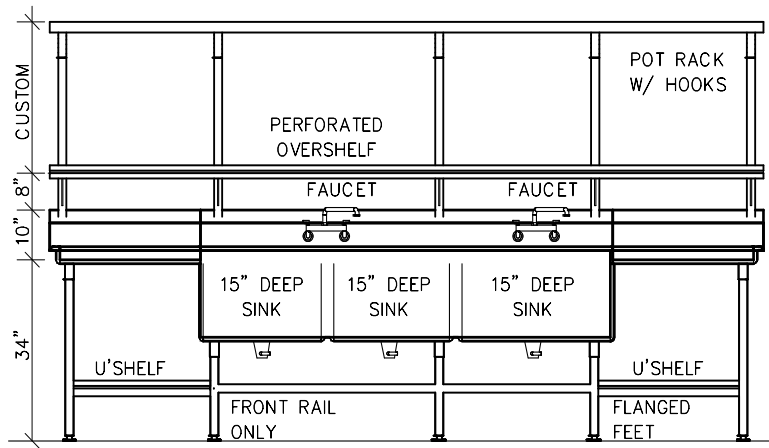 POT RACK
W/ HOOKS
CUSTOM
PERFORATED
OVERSHELF
8"
FAUCET
FAUCET
10"
15" DEEP
SINK
15" DEEP
SINK
15" DEEP
SINK
34"
U'SHELF
U'SHELF
FRONT RAIL
ONLY
FLANGED
FEET